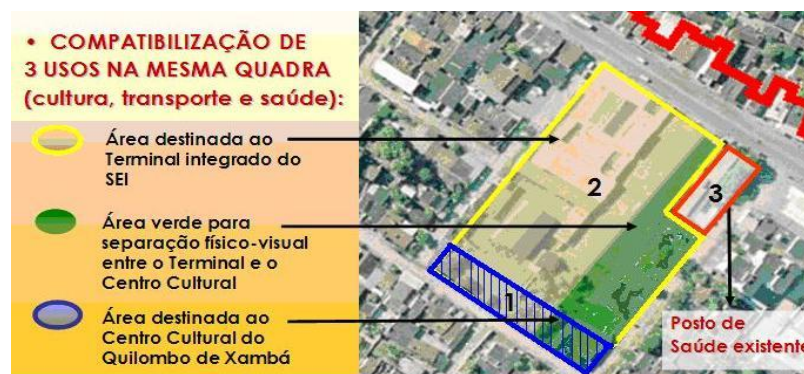 • COMPATIBILIZAÇÃO DE
3 USOS NA MESMA QUADRA
(cultura, transporte e saúde):
Área destinada ao
Terminal integrado do
SEI
Área verde para
separação físico-visual
entre o Terminal e o
Centro Cultural
Área destinada ao
Centro Cultural do
Quilombo de Xambá
2
3
1
Posto de
Saúde existente